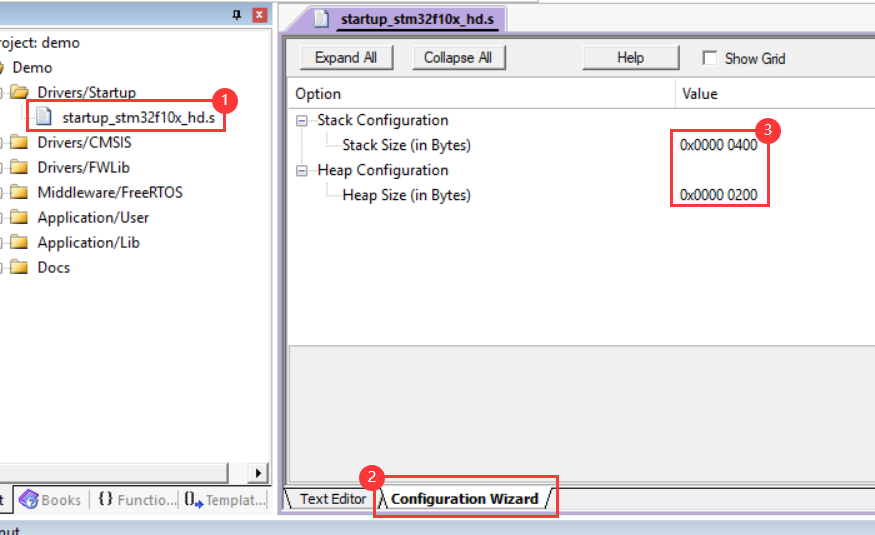 startup_stm32f10x_hd.s
roject: demo
Demo
Drivers/Startup
1
startup_stm32f10x_hd.s
Drivers/CMSIS
Drivers/FWLib
Middleware/FreeRTOS
Application/User
Application/Lib
Docs
Expand All
Collapse All
Help
Show Grid
Option
Value
Stack Configuration
3
Stack Size (in Bytes)
0x0000 0400
Heap Configuration
Heap Size (in Bytes)
0x0000 0200
2
t
Books
{} Functio...
0 Templat...
Text Editor
Configuration Wizard